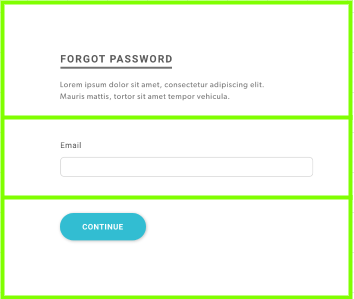 FORGOT PASSWORD
Lorem ipsum dolor sit amet, consectetur adipiscing elit.
Mauris mattis, tortor sit amet tempor vehicula.
Email
CONTINUE